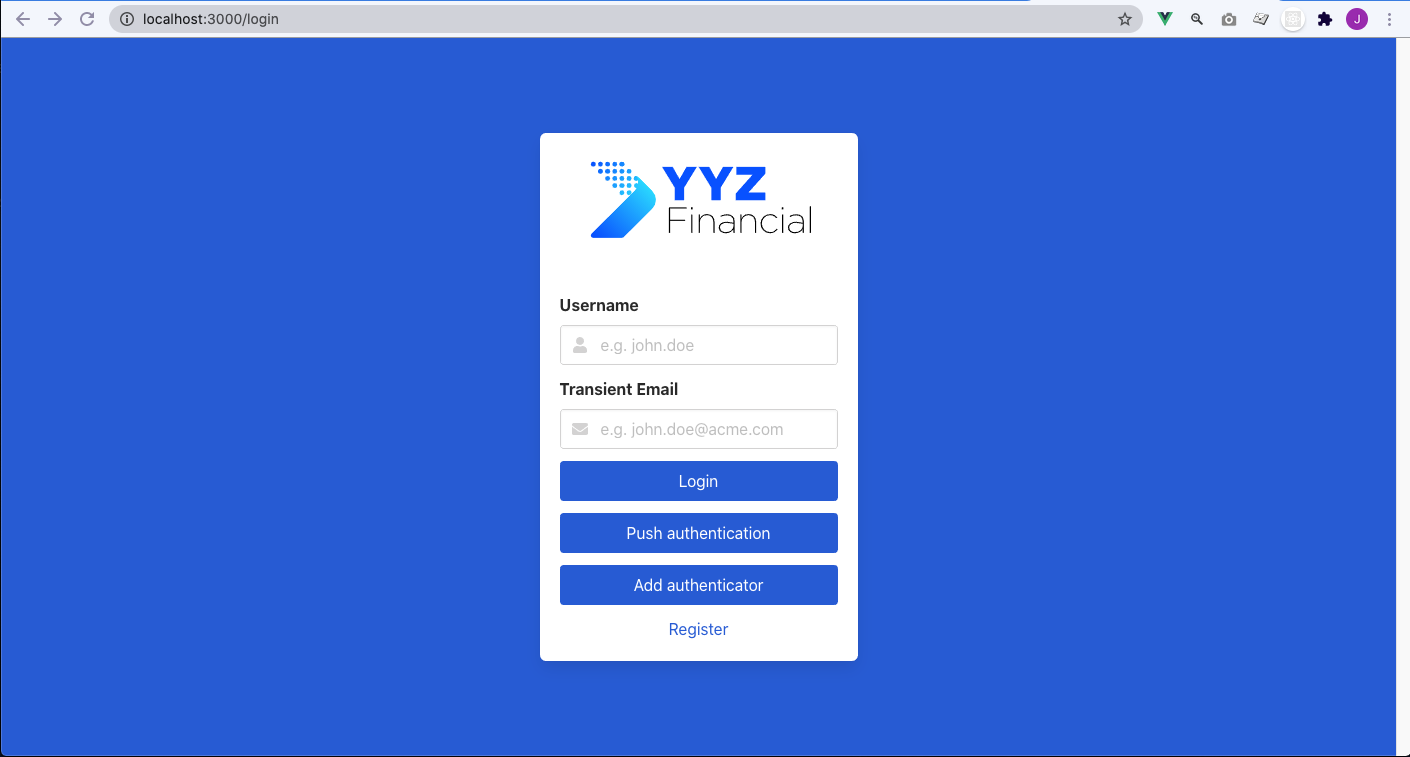 localhost:3000/login
J
YYZ
Financial
Username
e.g. john.doe
Transient Email
e.g. john.doe@acme.com
Login
Push authentication
Add authenticator
Register